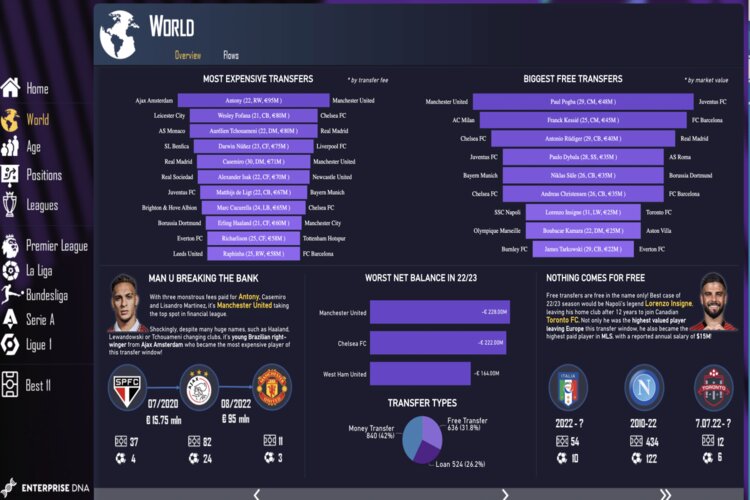 WORLD
Overview Flows
Home
World
Age
Positions
Leagues
Premier League
La Liga
Bundesliga
Serie A
Ligue 1
Best 11
ENTERPRISE DNA
MOST EXPENSIVE TRANSFERS * by transfer fee
Ajax Amsterdam Antony (22, RW, €95M ) Manchester United
Leicester City Wesley Fofana (21, CB, €80M ) Chelsea FC
AS Monaco Aurélien Tchouameni (22, DM, €80M ) Real Madrid
SL Benfica Darwin Núñez (23, CF, €75M ) Liverpool FC
Real Madrid Casemiro (30, DM, €71M ) Manchester United
Real Sociedad Alexander Isak (22, CF, €70M ) Newcastle United
Juventus FC Matthijs de Ligt (22, CB, €67M ) Bayern Munich
Brighton & Hove Albion Marc Cucurella (24, LB, €65M ) Chelsea FC
Borussia Dortmund Erling Haaland (21, CF, €60M ) Manchester City
Everton FC Richarlison (25, CF, €58M ) Tottenham Hotspur
Leeds United Raphinha (25, RW, €58M ) FC Barcelona
BIGGEST FREE TRANSFERS * by market value
Manchester United Paul Pogba (29, CM, €48M ) Juventus FC
AC Milan Franck Kessié (25, CM, €45M ) FC Barcelona
Chelsea FC Antonio Rüdiger (29, CB, €40M ) Real Madrid
Juventus FC Paulo Dybala (28, SS, €35M ) AS Roma
Bayern Munich Niklas Süle (26, CB, €35M ) Borussia Dortmund
Chelsea FC Andreas Christensen (26, CB, €35M ) FC Barcelona
SSC Napoli Lorenzo Insigne (31, LW, €25M ) Toronto FC
Olympique Marseille Boubacar Kamara (22, DM, €25M ) Aston Villa
Burnley FC James Tarkowski (29, CB, €22M ) Everton FC
MAN U BREAKING THE BANK
With three monstrous fees paid for Antony, Casemiro
and Lisandro Martinez, it's Manchester United taking
the top spot in financial league.
Shockingly, despite many huge names, such as Haaland,
Lewandowski or Tchouameni changing clubs, it's young Brazilian right-
winger from Ajax Amsterdam who became the most expensive player of
this transfer window!
SPFC
07/2020 08/2022
€ 15.75 mln € 95 mln
37 82 11
4 24 3
WORST NET BALANCE IN 22/23
Manchester United -€ 228.00M
Chelsea FC -€ 222.00M
West Ham United -€ 164.00M
TRANSFER TYPES
Money Transfer
840 (42%)
Free Transfer
636 (31.8%)
Loan 524 (26.2%)
NOTHING COMES FOR FREE
Free transfers are free in the name only! Best case of
22/23 season would be Napoli's legend Lorenzo Insigne,
leaving his home club after 12 years to join Canadian
Toronto FC. Not only he was the highest valued player
leaving Europe this transfer window, he also became the
highest paid player in MLS, with a reported annual salary of $15M!
ITALIA N TORONTO
2022 - ? 2010-22 7.07.22 - ?
54 434 12
10 122 6